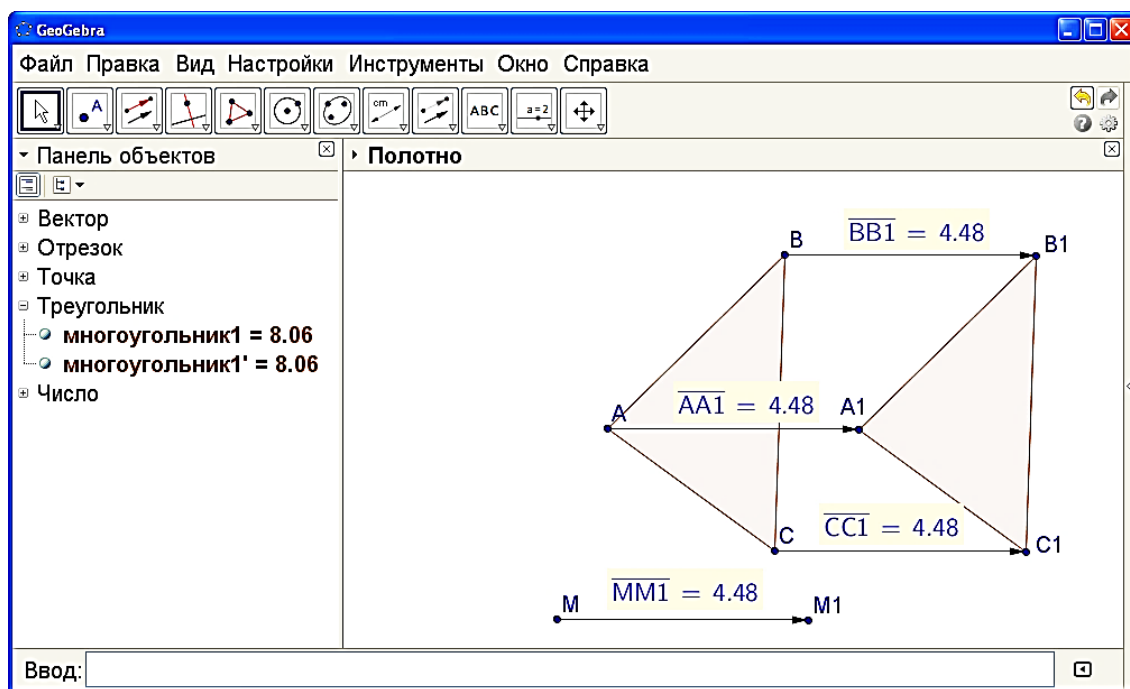 GeoGebra
Файл Правка Вид Настройки Инструменты Окно Справка
A
cm
ABC
a=2
Панель объектов
Полотно
Вектор
Отрезок
Точка
Треугольник
многоугольник1 = 8.06
многоугольник1' = 8.06
Число
B
BB1 = 4.48
B1
A
AA1 = 4.48
A1
C
CC1 = 4.48
C1
M
MM1 = 4.48
M1
Ввод: